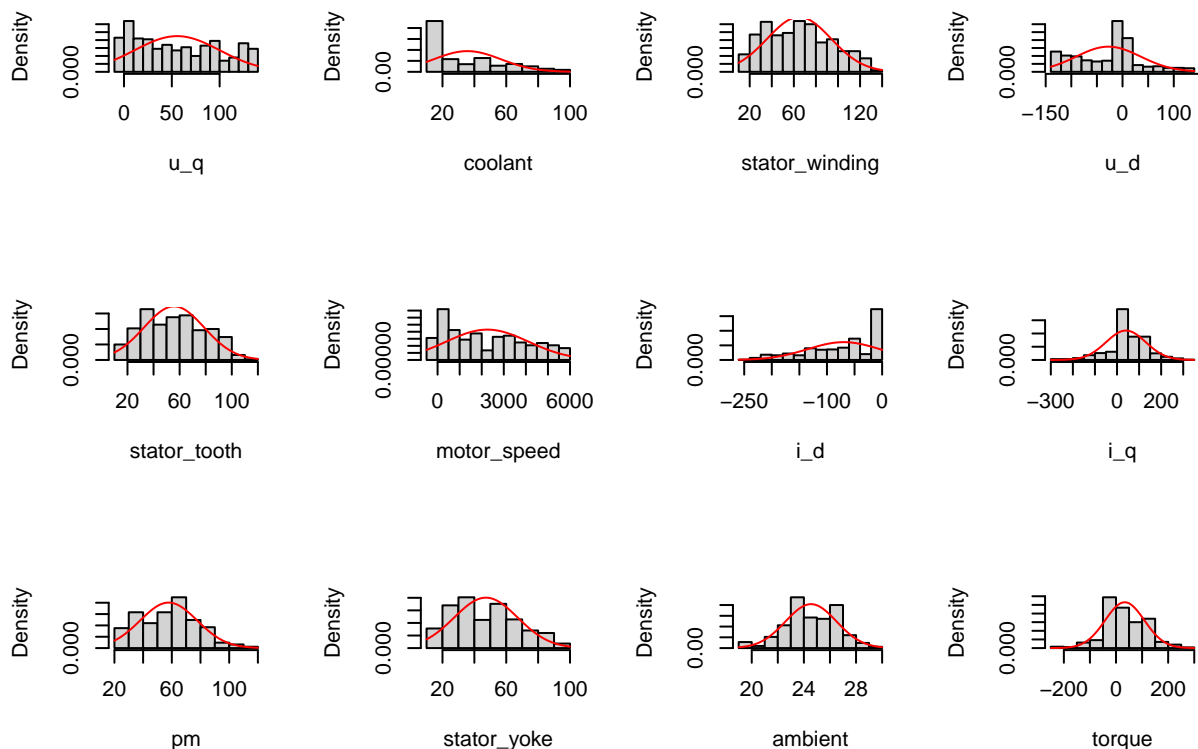 Density Density Density Density
0.000 0.00 0.000 0.000
0 50 100 20 60 100 20 60 120 −150 0 100
u_q coolant stator_winding u_d
Density Density Density Density
0.000 0.00000 0.000 0.000
20 60 100 0 3000 6000 −250 −100 0 −300 0 200
stator_tooth motor_speed i_d i_q
Density Density Density Density
0.000 0.000 0.00 0.000
20 60 100 20 60 100 20 24 28 −200 0 200
pm stator_yoke ambient torque